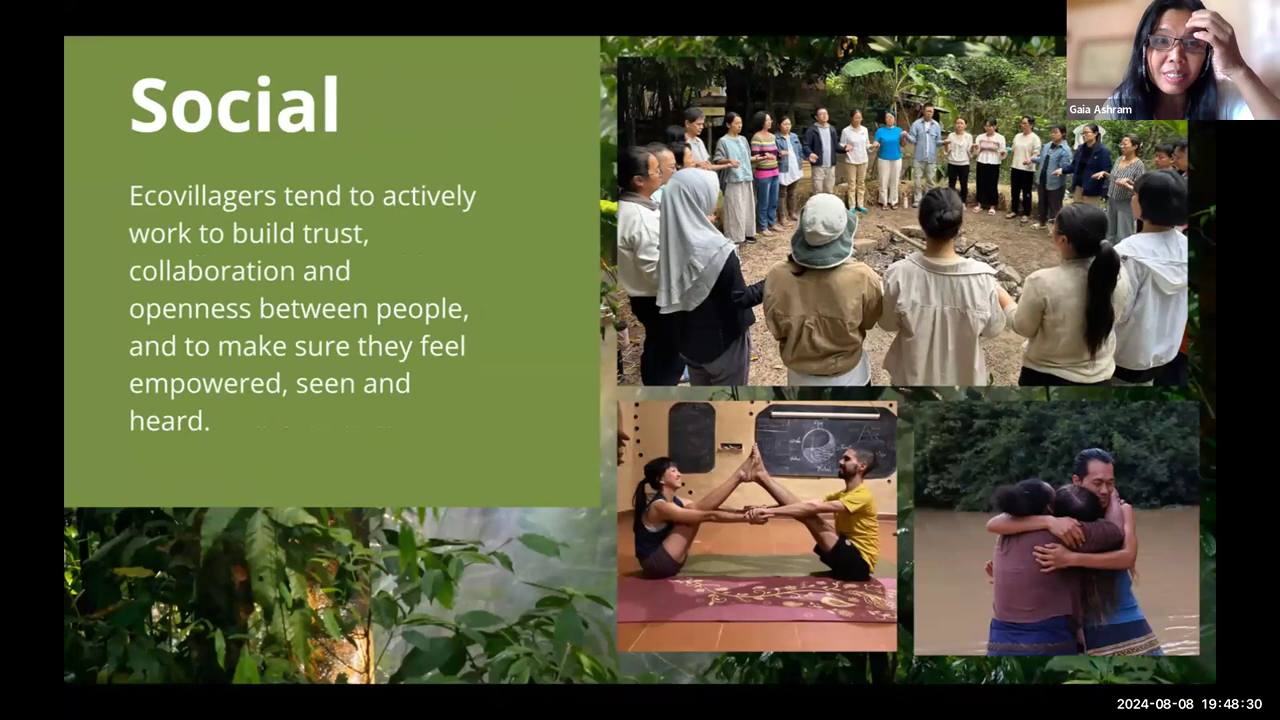 Social
Ecovillagers tend to actively
work to build trust,
collaboration and
openness between people,
and to make sure they feel
empowered, seen and
heard.
Gaia Ashram
2024-08-08 19:48:30